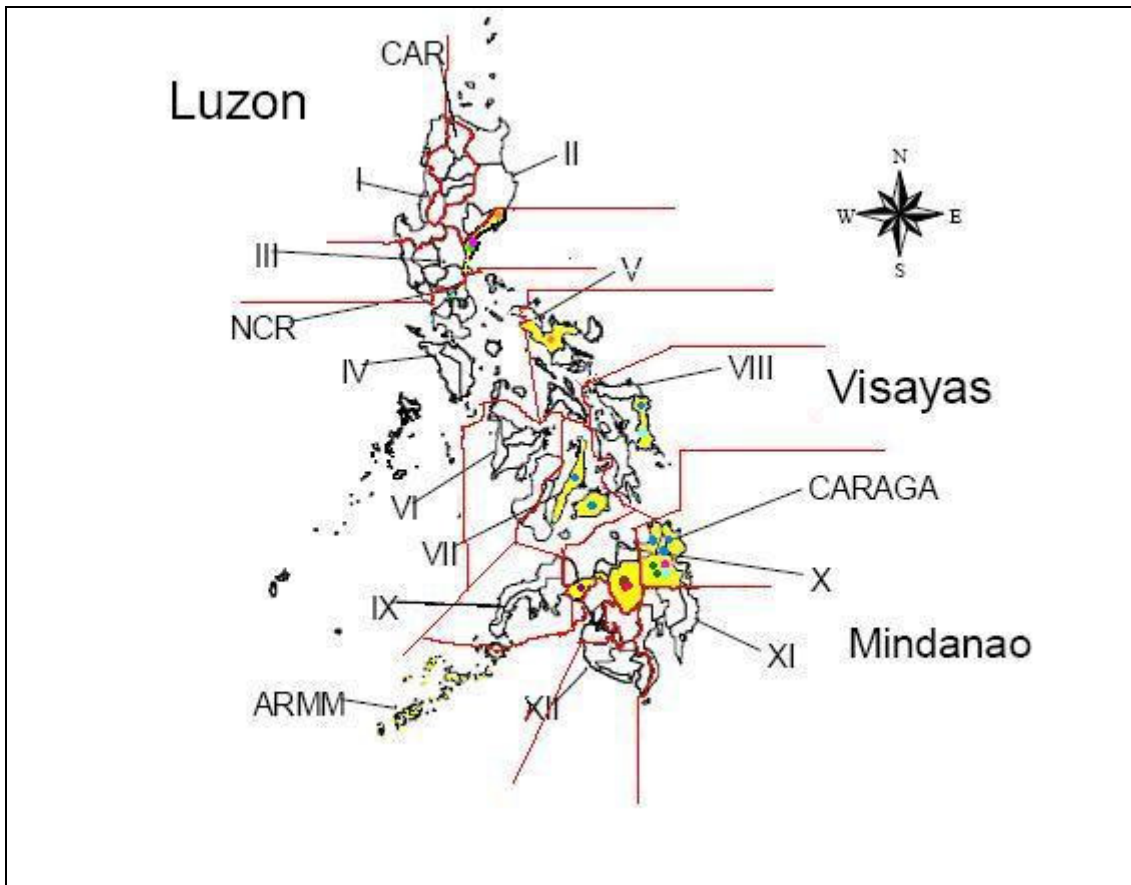 CAR
Luzon
II
N
I
W E
III
S
V
NCR
IV
VIII
Visayas
CARAGA
VI
VII
X
IX
Mindanao
XI
ARMM
XII